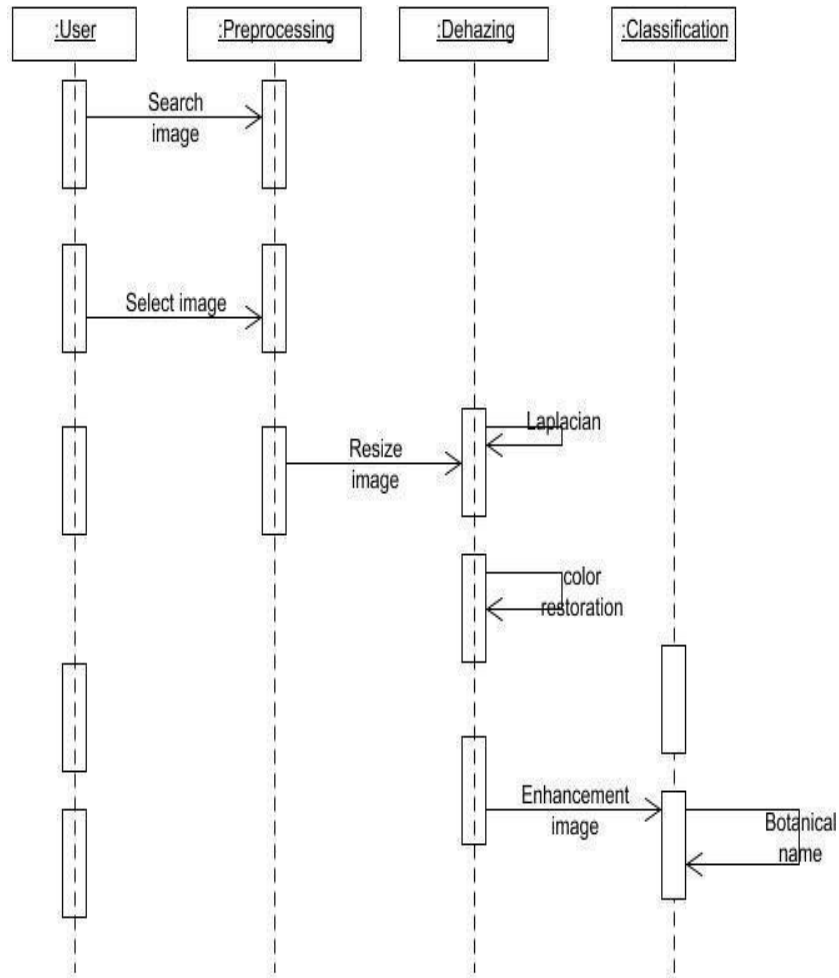 :User
:Preprocessing
:Dehazing
:Classification
Search
image
Select image
Laplacian
Resize
image
color
restoration
Enhancement
image
Botanical
name